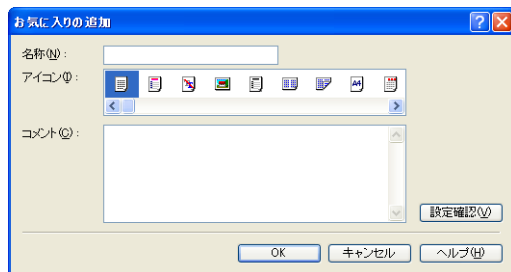 お気に入りの追加
名称(N):
アイコン(I):
A4
コメント(C):
設定確認(V)
OK キャンセル ヘルプ(H)